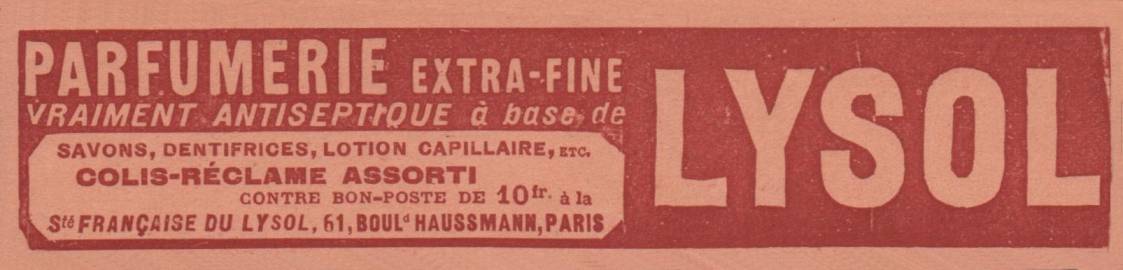 PARFUMERIE EXTRA-FINE
VRAIMENT ANTISEPTIQUE à base de
LYSOL
SAVONS, DENTIFRICES, LOTION CAPILLAIRE, ETC.
COLIS-RÉCLAME ASSORTI
CONTRE BON-POSTE DE 10fr. à la
Sté FRANÇAISE DU LYSOL, 61, BOULd HAUSSMANN, PARIS